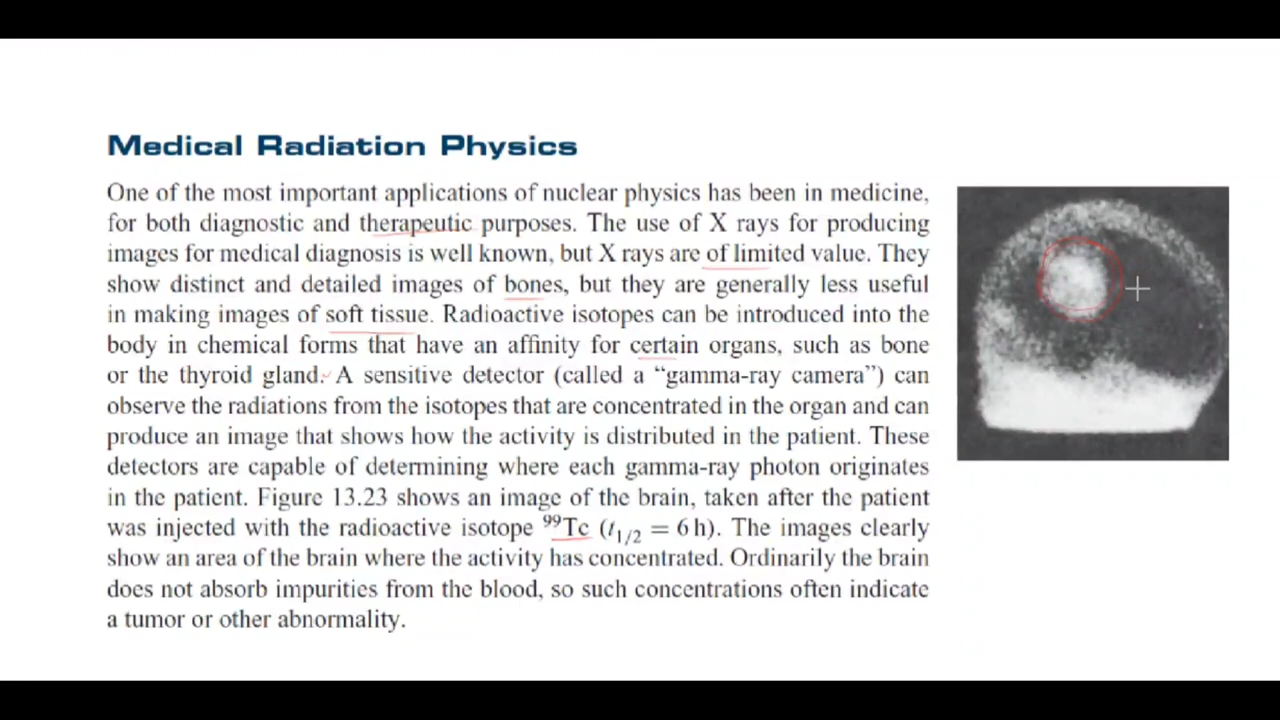 Medical Radiation Physics
One of the most important applications of nuclear physics has been in medicine,
for both diagnostic and therapeutic purposes. The use of X rays for producing
images for medical diagnosis is well known, but X rays are of limited value. They
show distinct and detailed images of bones, but they are generally less useful
in making images of soft tissue. Radioactive isotopes can be introduced into the
body in chemical forms that have an affinity for certain organs, such as bone
or the thyroid gland. A sensitive detector (called a “gamma-ray camera”) can
observe the radiations from the isotopes that are concentrated in the organ and can
produce an image that shows how the activity is distributed in the patient. These
detectors are capable of determining where each gamma-ray photon originates
in the patient. Figure 13.23 shows an image of the brain, taken after the patient
was injected with the radioactive isotope ⁹⁹Tc (t₁/₂ = 6 h). The images clearly
show an area of the brain where the activity has concentrated. Ordinarily the brain
does not absorb impurities from the blood, so such concentrations often indicate
a tumor or other abnormality.